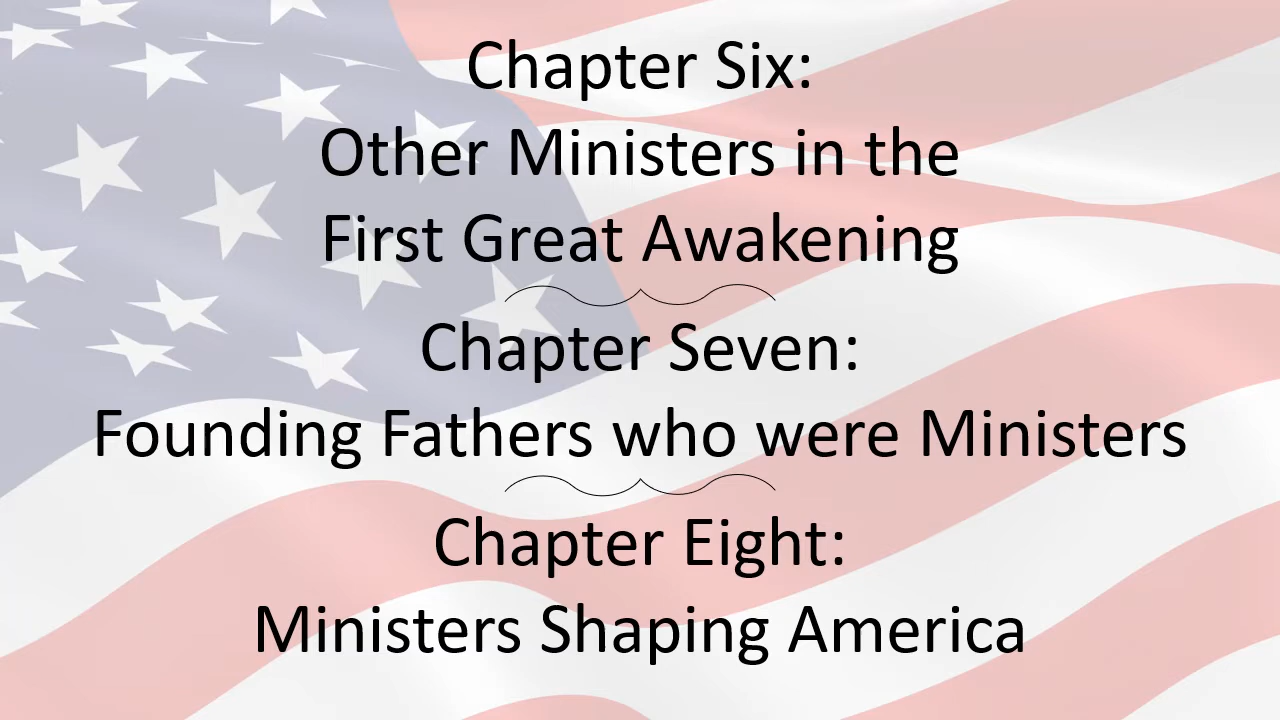 Chapter Six:
Other Ministers in the
First Great Awakening
Chapter Seven:
Founding Fathers who were Ministers
Chapter Eight:
Ministers Shaping America